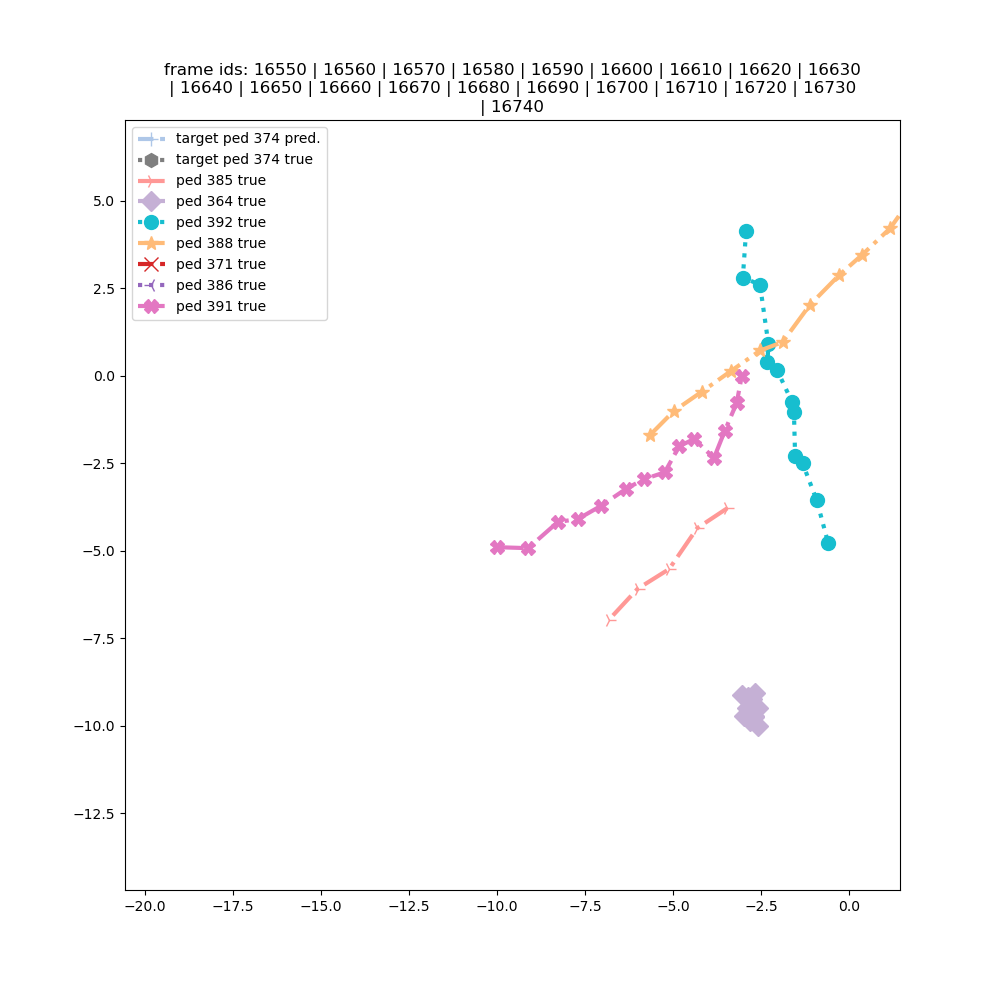 frame ids: 16550 | 16560 | 16570 | 16580 | 16590 | 16600 | 16610 | 16620 | 16630
| 16640 | 16650 | 16660 | 16670 | 16680 | 16690 | 16700 | 16710 | 16720 | 16730
| 16740
target ped 374 pred.
target ped 374 true
ped 385 true
ped 364 true
ped 392 true
ped 388 true
ped 371 true
ped 386 true
ped 391 true
5.0
2.5
0.0
−2.5
−5.0
−7.5
−10.0
−12.5
−20.0 −17.5 −15.0 −12.5 −10.0 −7.5 −5.0 −2.5 0.0